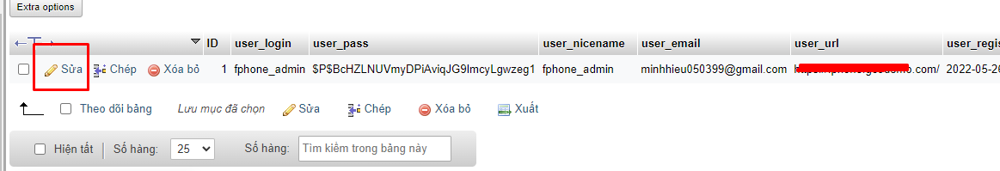 Extra options
ID user_login user_pass user_nicename user_email user_url user_regis
Sửa Chép Xóa bỏ 1 fphone_admin $P$BcHZLNUVmyDPiAviqJG9ImcyLgwzeg1 fphone_admin minhhieu050399@gmail.com .com/ 2022-05-26
Theo dõi bảng Lưu mục đã chọn Sửa Chép Xóa bỏ Xuất
Hiện tất Số hàng: 25 Số hàng: Tìm kiếm trong bảng này